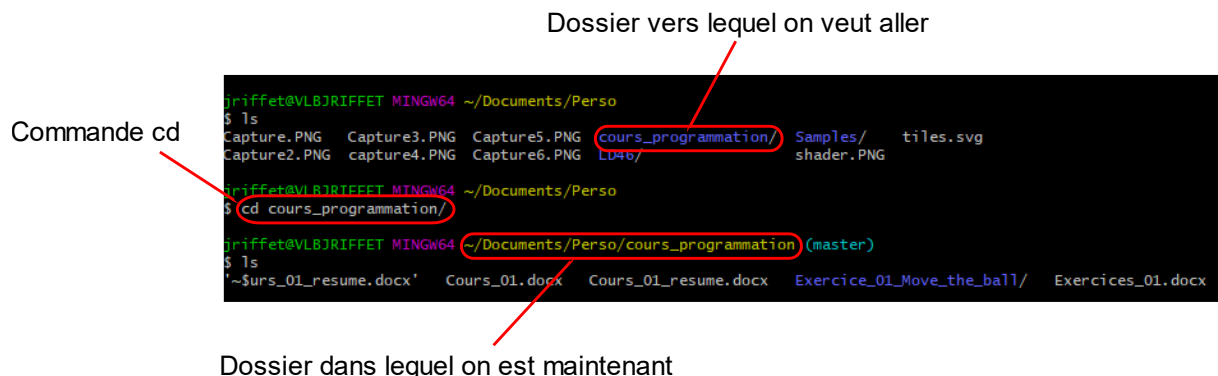 Dossier vers lequel on veut aller
jriffet@VLBJRIFFET MINGW64 ~/Documents/Perso
$ ls
Capture.PNG Capture3.PNG Capture5.PNG cours_programmation/ Samples/ tiles.svg
Commande cd
Capture2.PNG capture4.PNG Capture6.PNG LD46/ shader.PNG
jriffet@VLBJRIFFET MINGW64 ~/Documents/Perso
$ cd cours_programmation/
jriffet@VLBJRIFFET MINGW64 ~/Documents/Perso/cours_programmation (master)
$ ls
'~$urs_01_resume.docx' Cours_01.docx Cours_01_resume.docx Exercice_01_Move_the_ball/ Exercices_01.docx
Dossier dans lequel on est maintenant